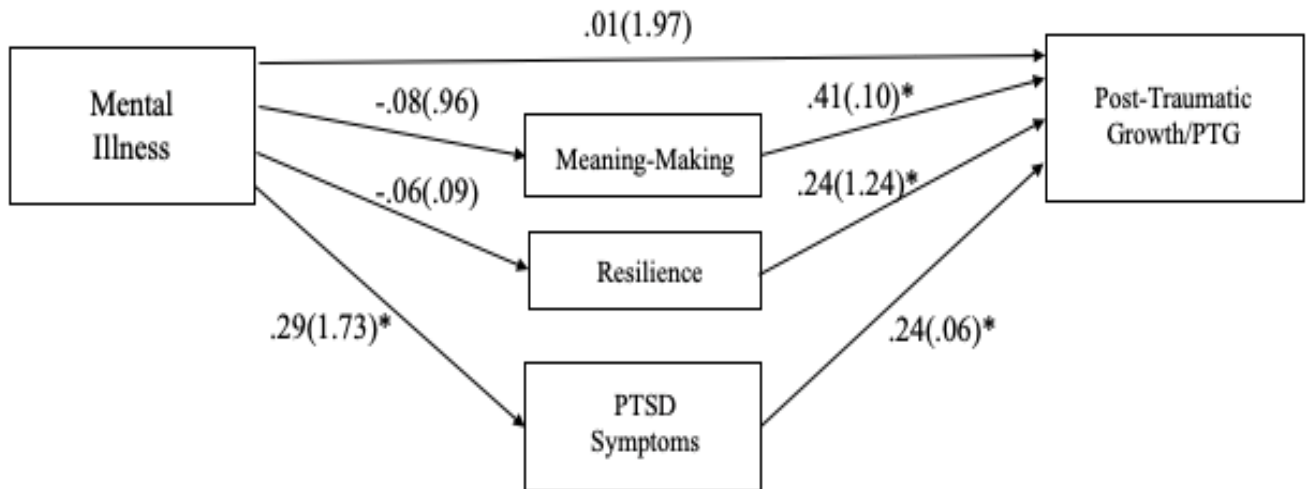 .01(1.97)
Mental
Illness
-.08(.96)
.41(.10)*
Post-Traumatic
Growth/PTG
Meaning-Making
-.06(.09)
.24(1.24)*
Resilience
.29(1.73)*
.24(.06)*
PTSD
Symptoms